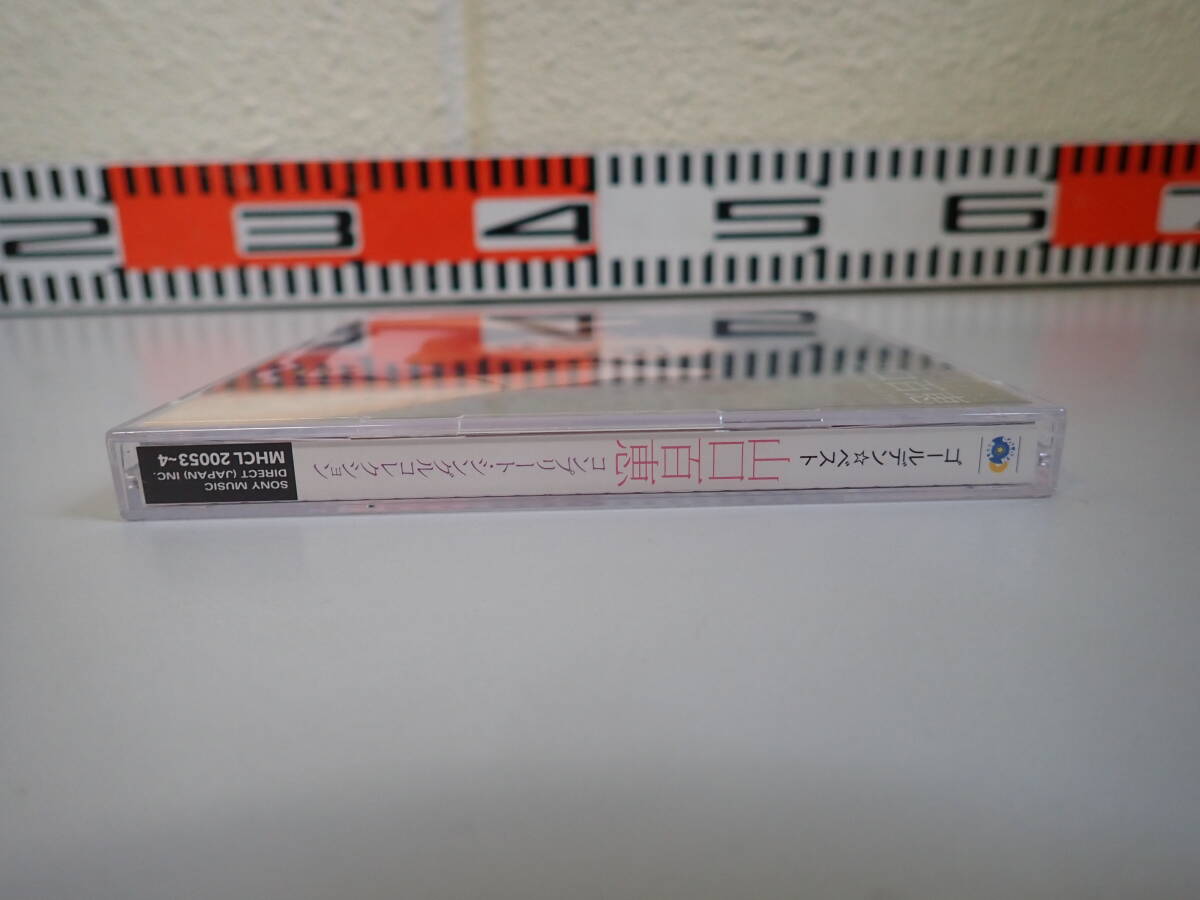 2 3 4 5 6
ゴールデン☆ベスト
山口百恵
コンプリート・シングルコレクション
SONY MUSIC
DIRECT (JAPAN) INC.
MHCL 20053~4